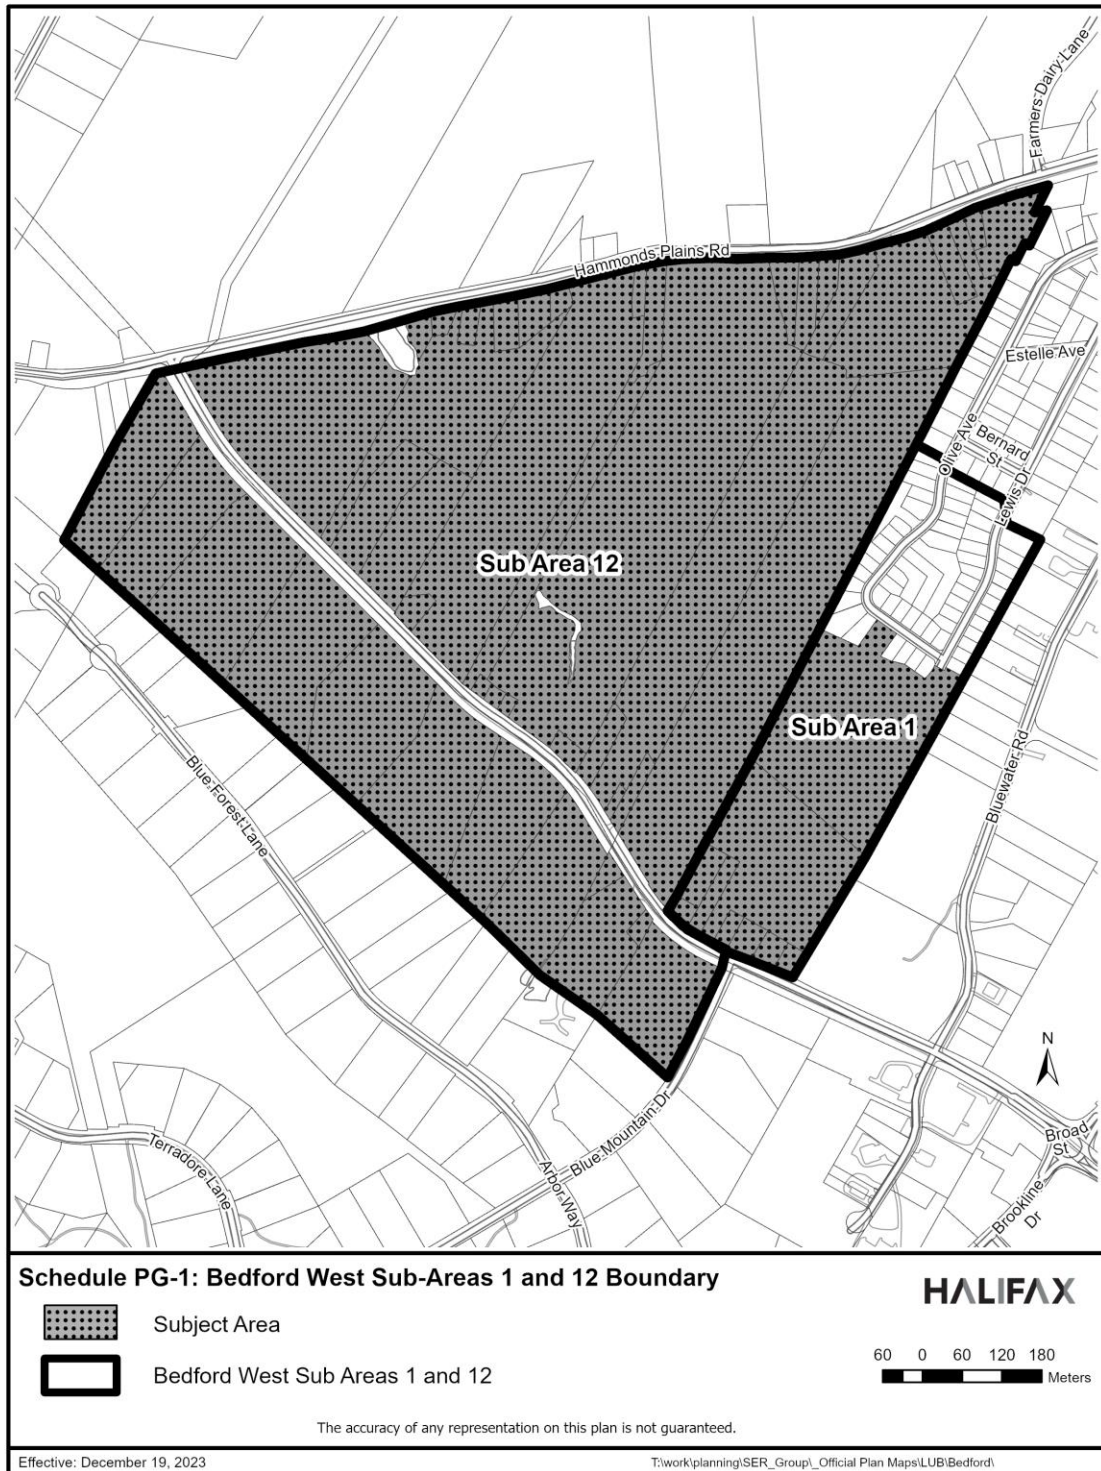 Farmers Dairy Lane
Hammonds Plains Rd
Estelle Ave
Olive Ave
Bernard
St
Lewis Dr
Sub Area 12
Sub Area 1
Bluewater Rd
Blue Forest Lane
N
Blue Mountain Dr
Broad
St
Terradore Lane
Arbor Way
Brookline
Dr
Schedule PG-1: Bedford West Sub-Areas 1 and 12 Boundary
HALIFAX
Subject Area
Bedford West Sub Areas 1 and 12
60 0 60 120 180
Meters
The accuracy of any representation on this plan is not guaranteed.
Effective: December 19, 2023
T:\work\planning\SER_Group\_Official Plan Maps\LUB\Bedford\